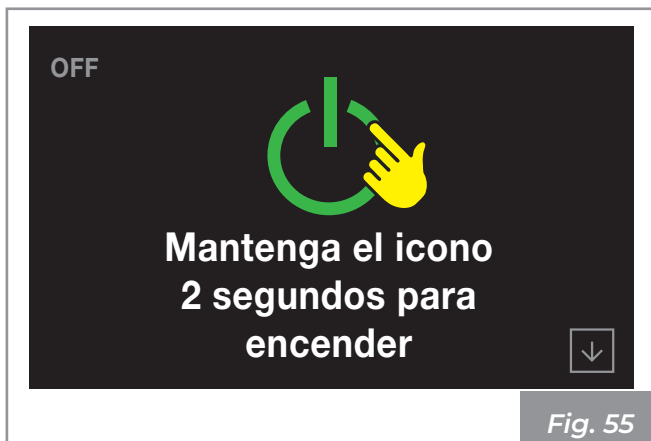 OFF
Mantenga el icono
2 segundos para
encender
Fig. 55